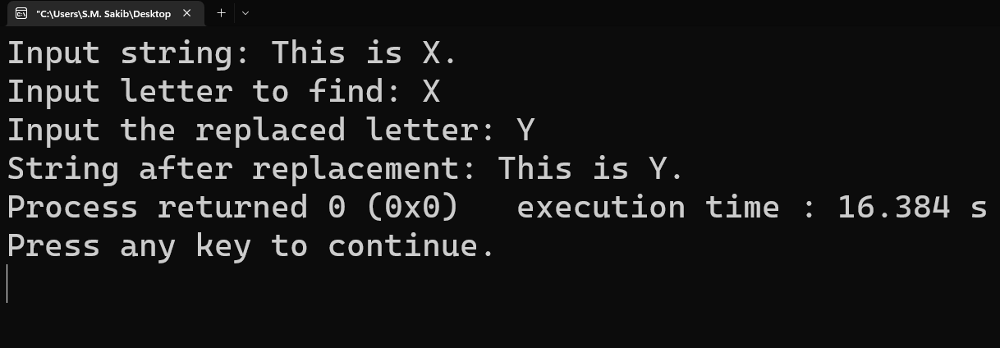 "C:\Users\S.M. Sakib\Desktop
Input string: This is X.
Input letter to find: X
Input the replaced letter: Y
String after replacement: This is Y.
Process returned 0 (0x0)   execution time : 16.384 s
Press any key to continue.